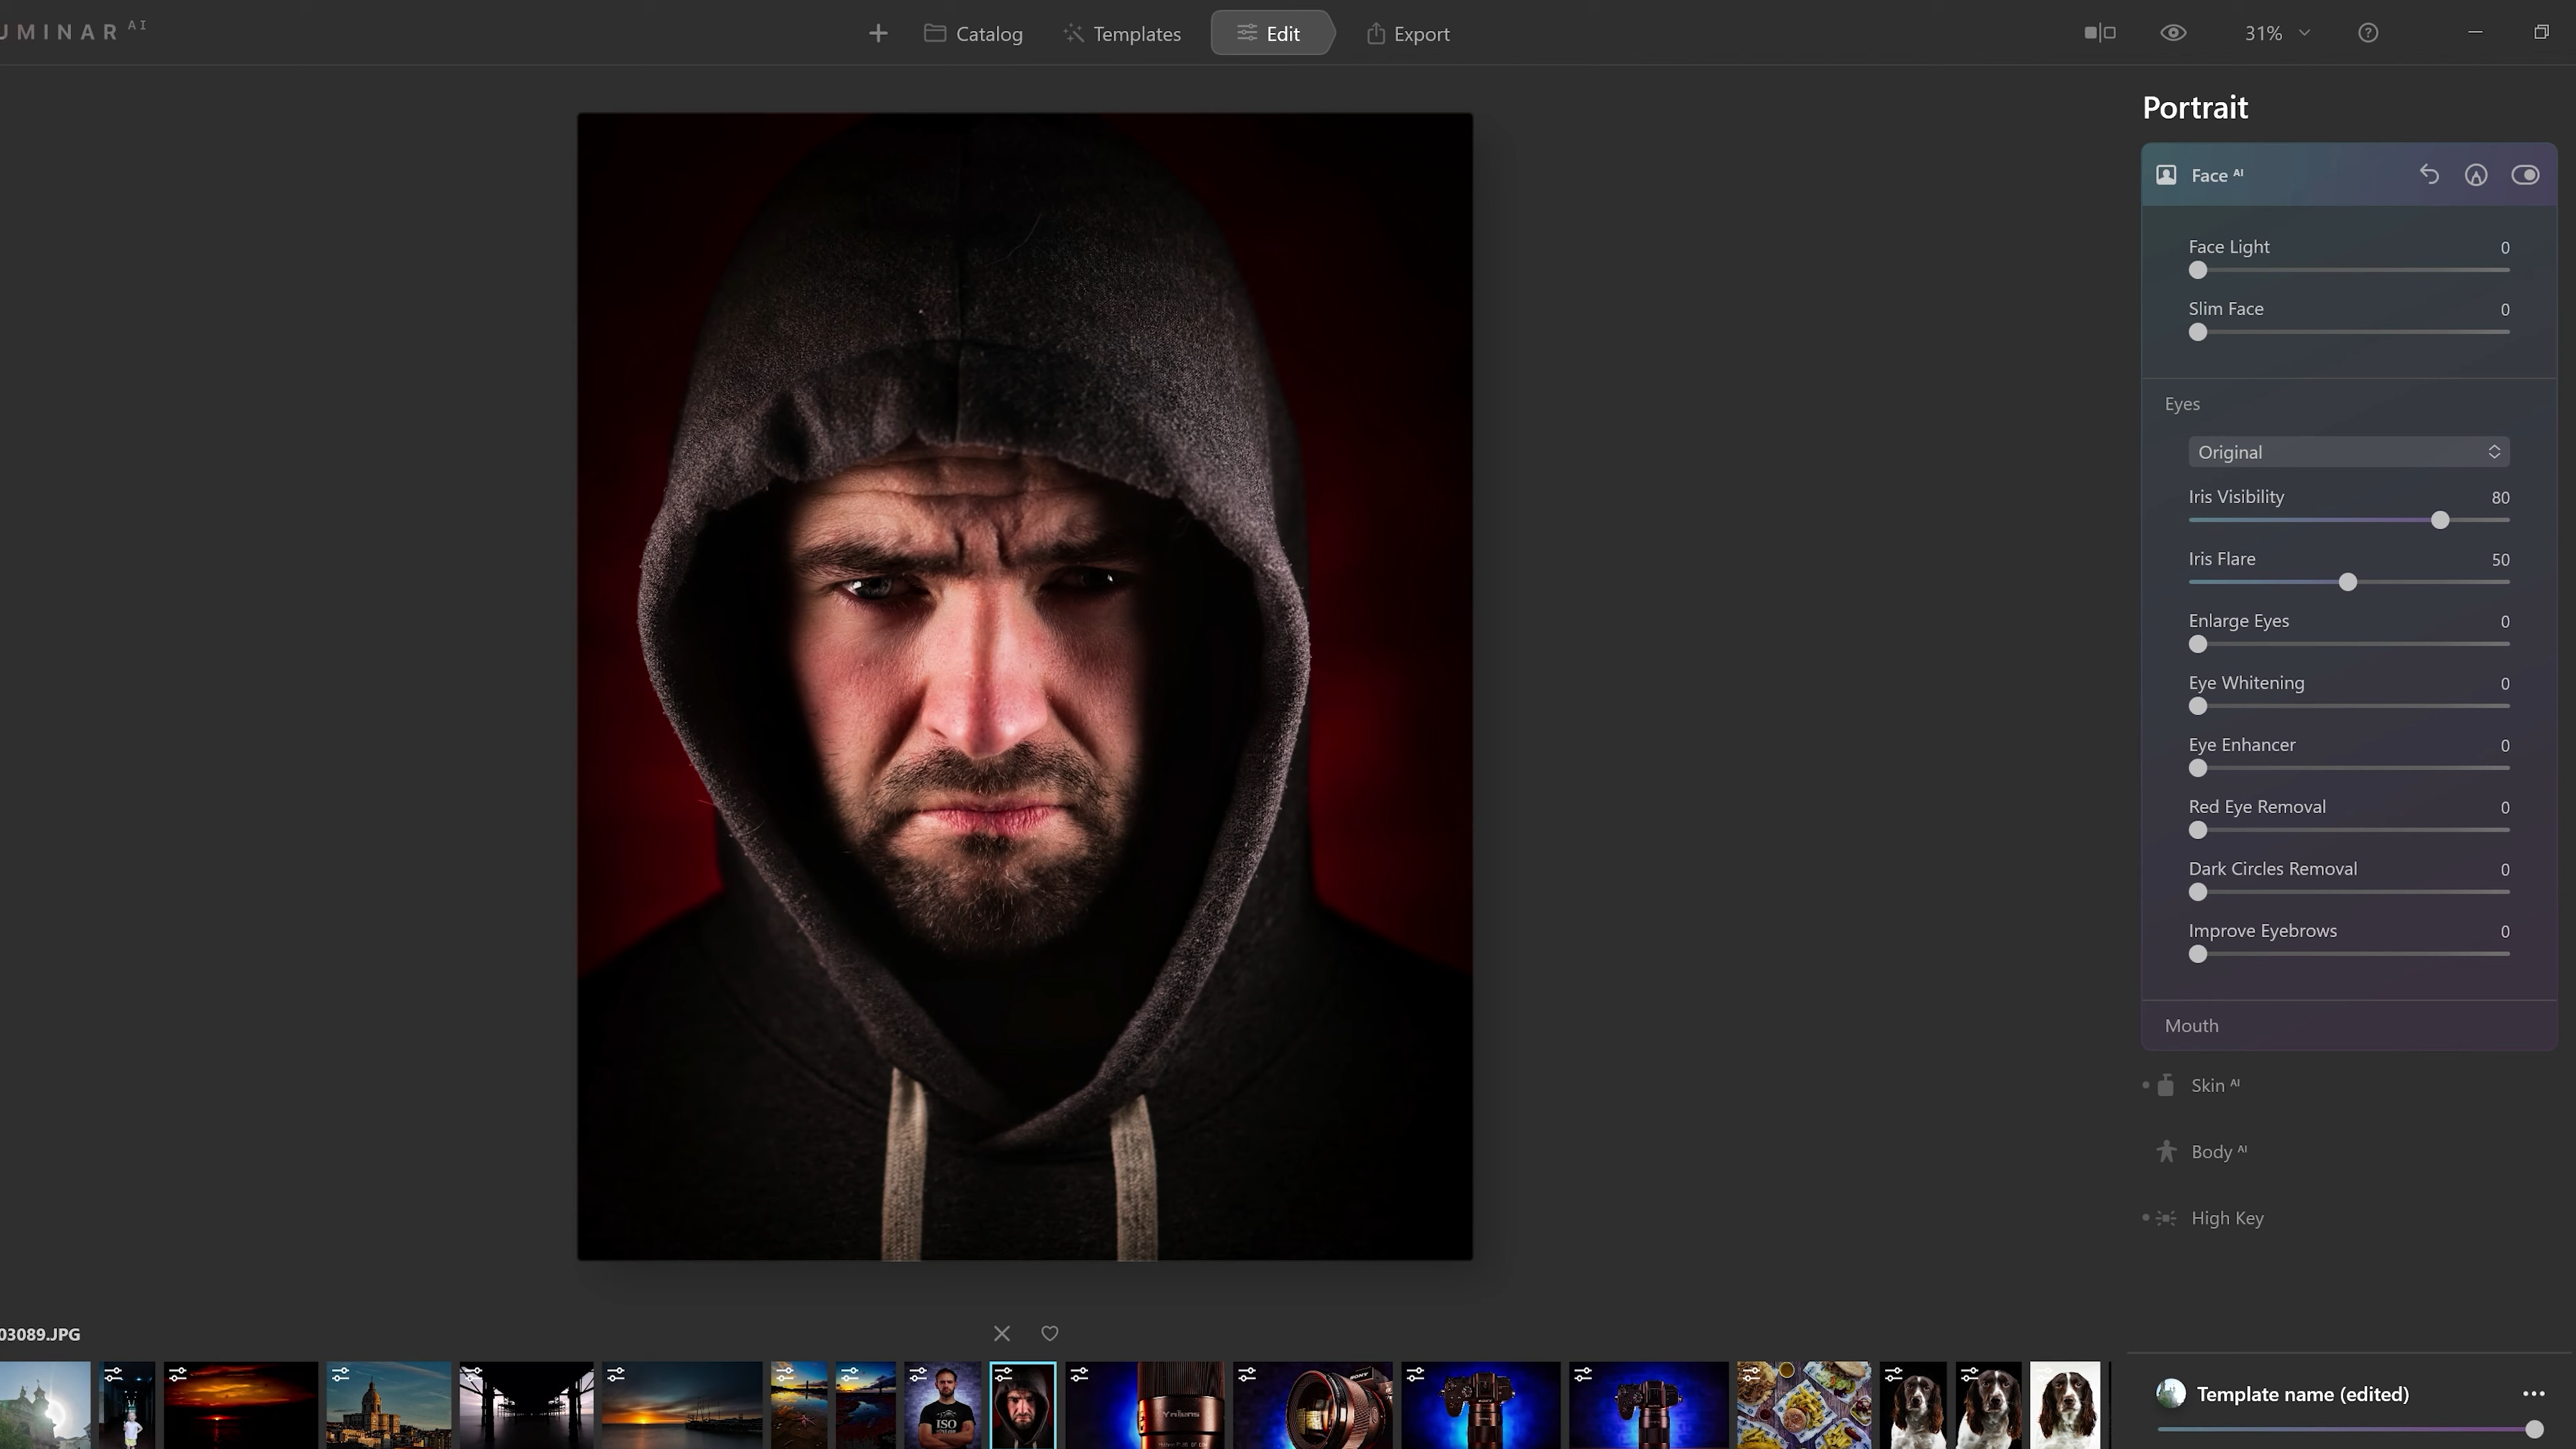 UMINAR AI
Catalog
Templates
Edit
Export
31%
Portrait
Face AI
Face Light 0
Slim Face 0
Eyes
Original
Iris Visibility 80
Iris Flare 50
Enlarge Eyes 0
Eye Whitening 0
Eye Enhancer 0
Red Eye Removal 0
Dark Circles Removal 0
Improve Eyebrows 0
Mouth
Skin AI
Body AI
High Key
03089.JPG
ISO
SONY
Template name (edited)